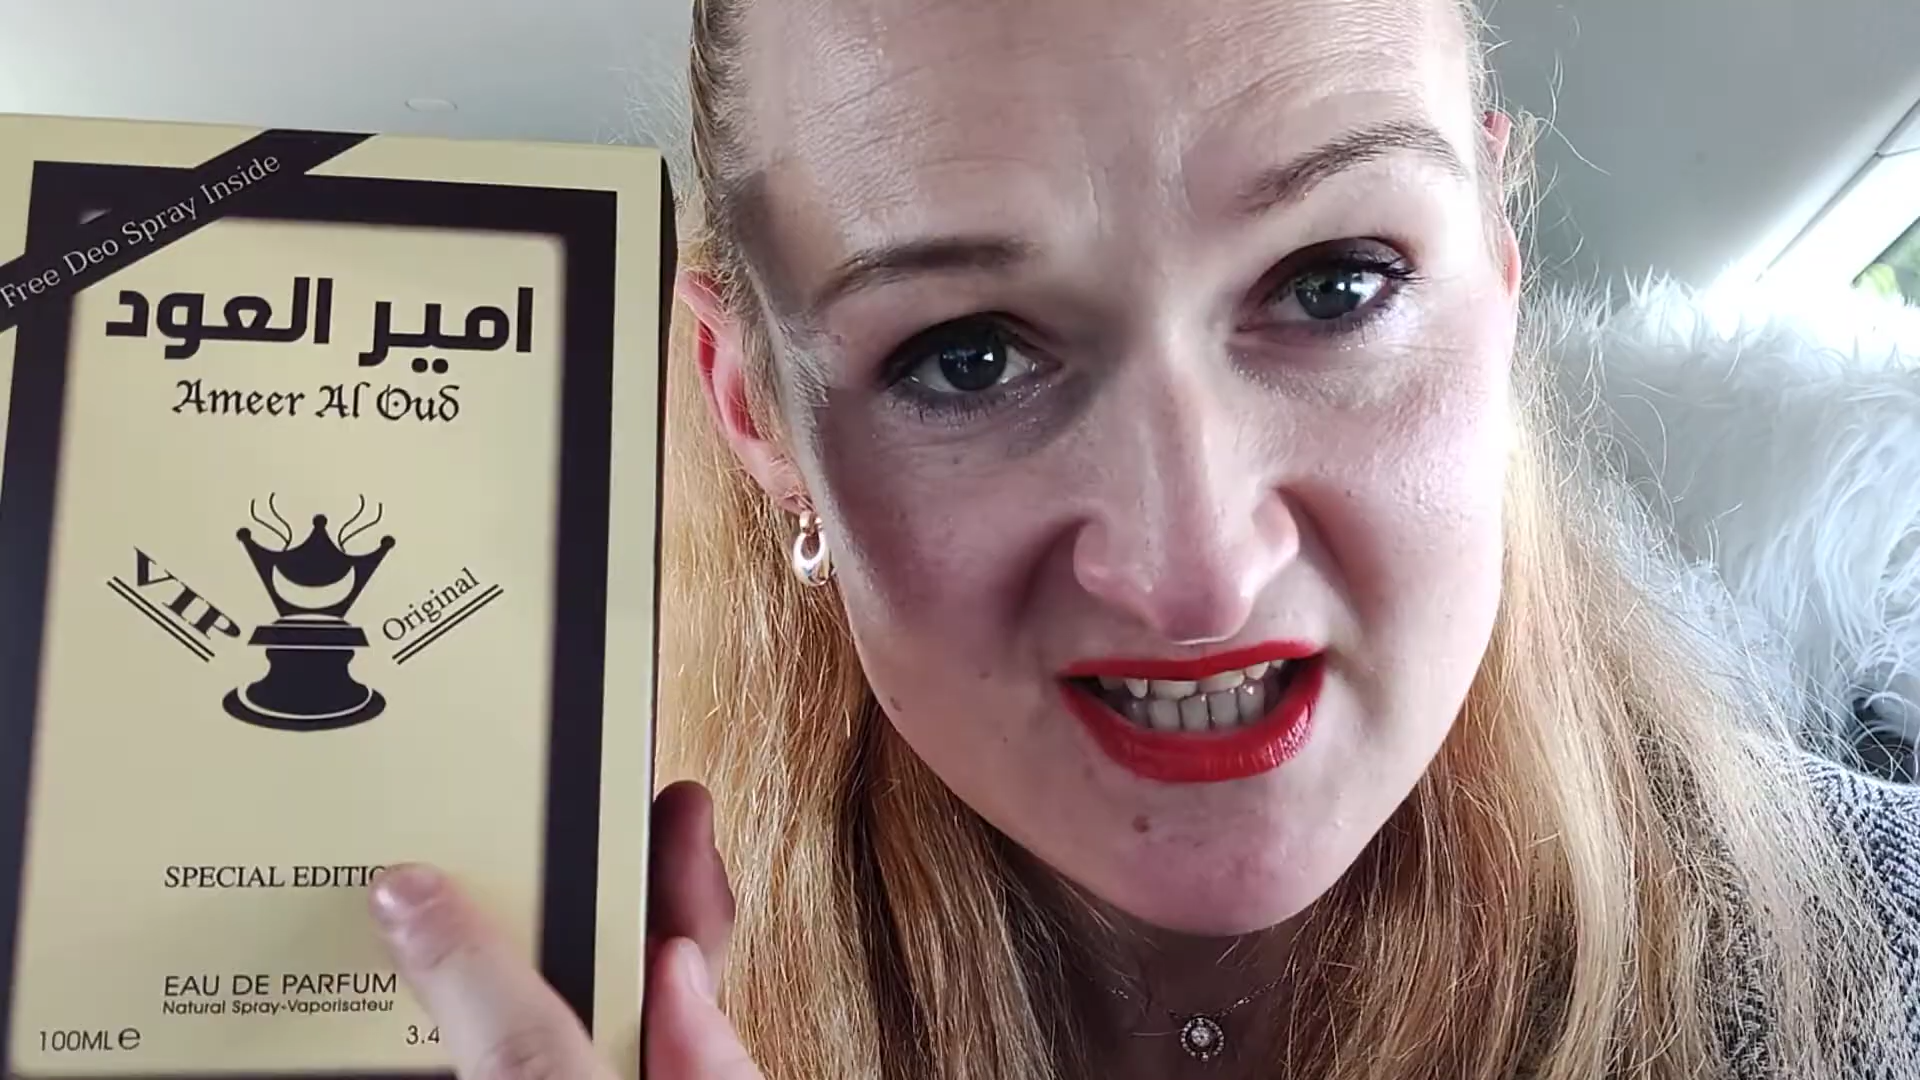 Free Deo Spray Inside
امير العود
Ameer Al Oud
VIP
Original
SPECIAL
EAU DE PARFUM
Natural Spray-Vaporisateur
100ML e
3.4